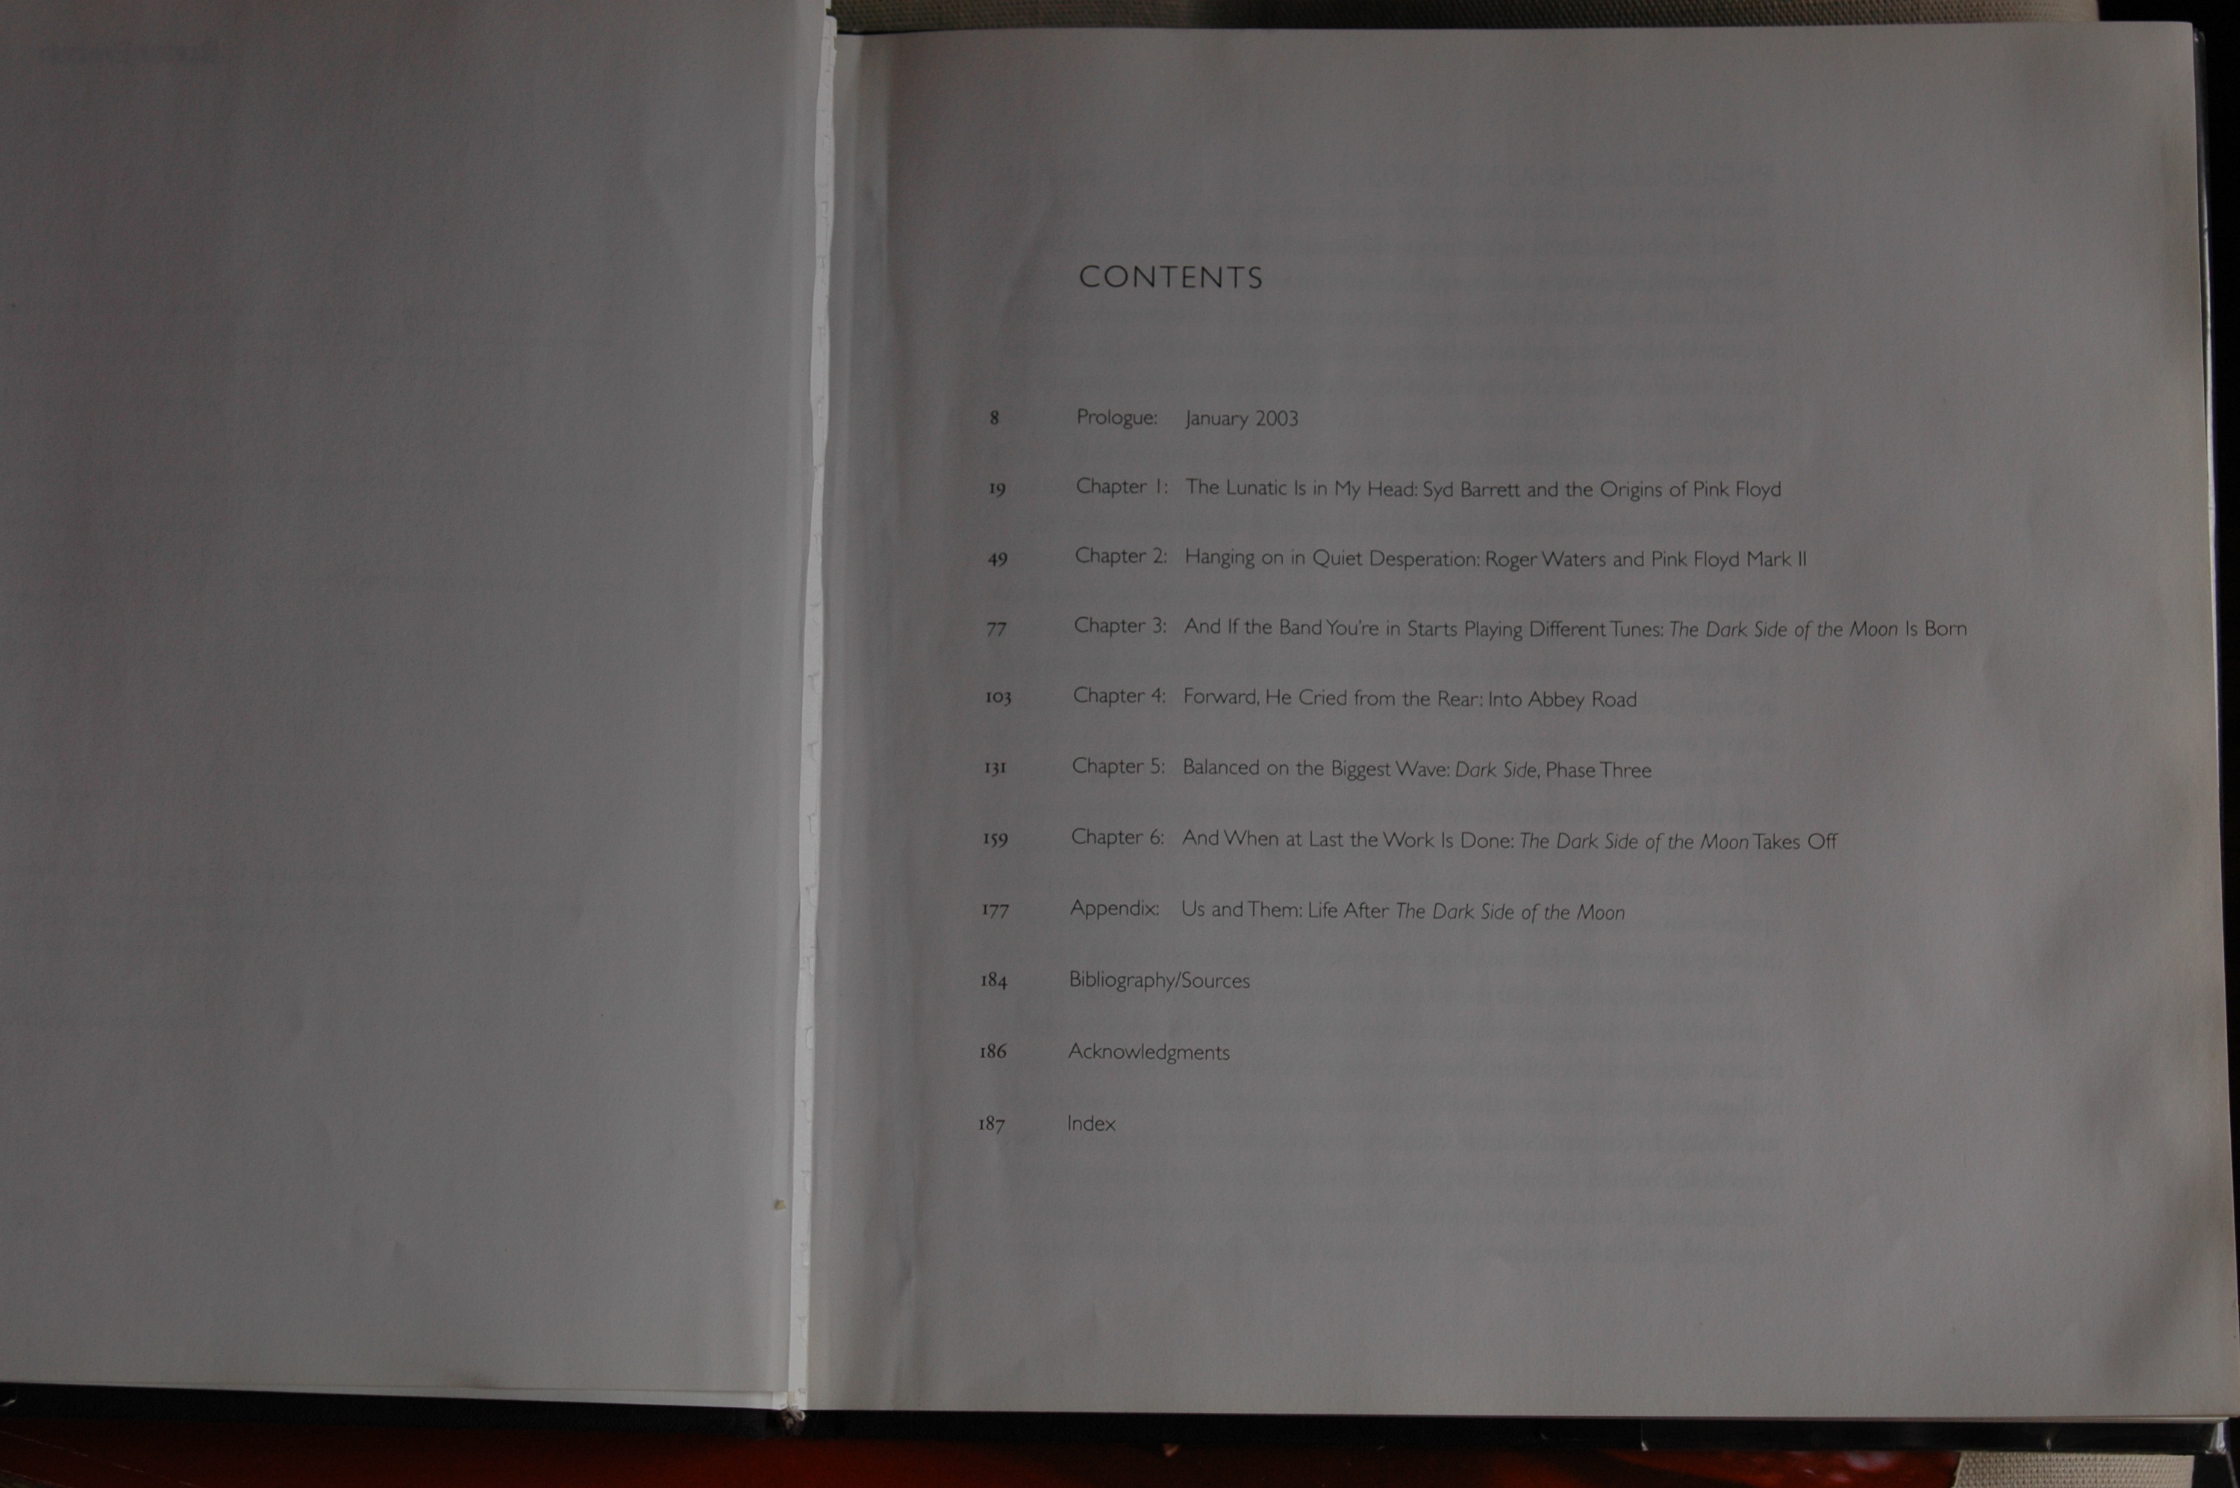 CONTENTS
8 Prologue: January 2003
19 Chapter 1: The Lunatic Is in My Head: Syd Barrett and the Origins of Pink Floyd
49 Chapter 2: Hanging on in Quiet Desperation: Roger Waters and Pink Floyd Mark II
77 Chapter 3: And If the Band You're in Starts Playing Different Tunes: The Dark Side of the Moon Is Born
103 Chapter 4: Forward, He Cried from the Rear: Into Abbey Road
131 Chapter 5: Balanced on the Biggest Wave: Dark Side, Phase Three
159 Chapter 6: And When at Last the Work Is Done: The Dark Side of the Moon Takes Off
177 Appendix: Us and Them: Life After The Dark Side of the Moon
184 Bibliography/Sources
186 Acknowledgments
187 Index